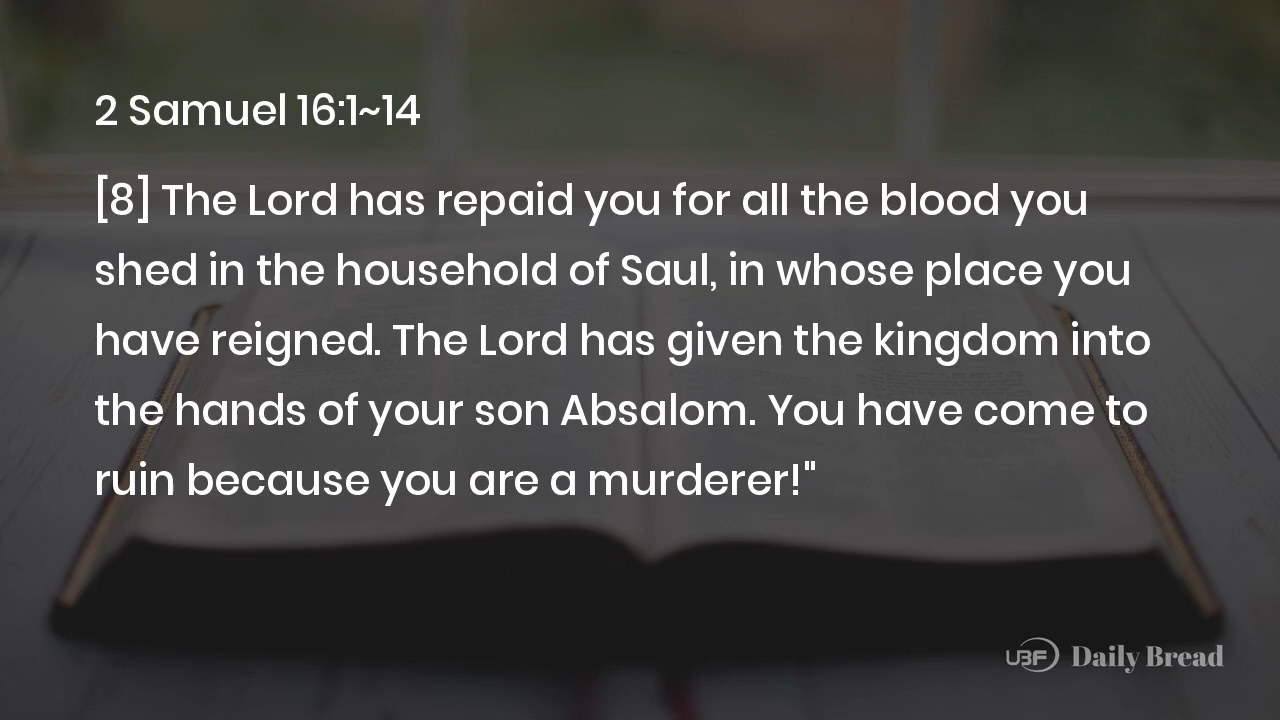 2 Samuel 16:1~14
[8] The Lord has repaid you for all the blood you
shed in the household of Saul, in whose place you
have reigned. The Lord has given the kingdom into
the hands of your son Absalom. You have come to
ruin because you are a murderer!"
UBF Daily Bread